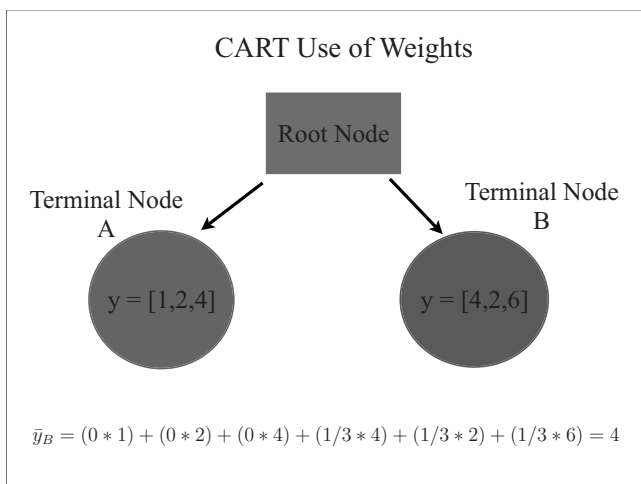 CART Use of Weights
Root Node
Terminal Node
A
Terminal Node
B
y = [1,2,4]
y = [4,2,6]
ȳ_B = (0 ∗ 1) + (0 ∗ 2) + (0 ∗ 4) + (1/3 ∗ 4) + (1/3 ∗ 2) + (1/3 ∗ 6) = 4